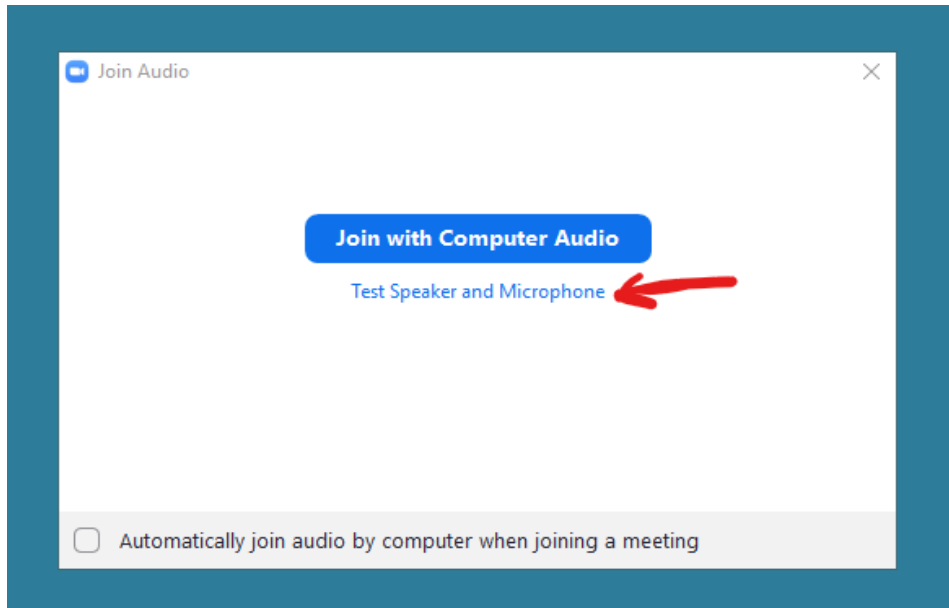 Join Audio
Join with Computer Audio
Test Speaker and Microphone
Automatically join audio by computer when joining a meeting